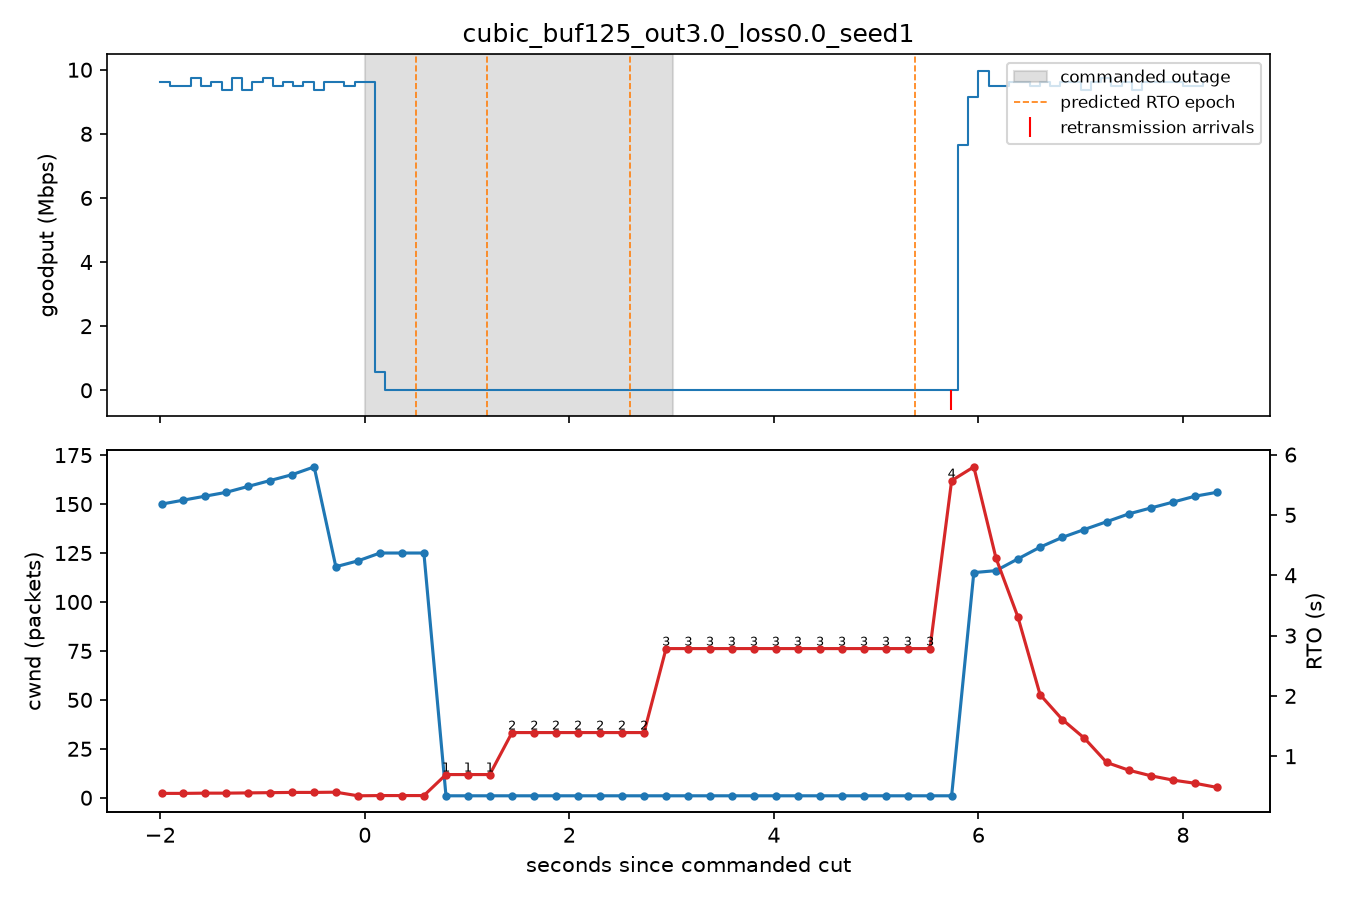 cubic_buf125_out3.0_loss0.0_seed1
goodput (Mbps)
10
8
6
4
2
0
commanded outage
predicted RTO epoch
retransmission arrivals
cwnd (packets)
175
150
125
100
75
50
25
0
1 1 1
2 2 2 2 2 2 2
3 3 3 3 3 3 3 3 3 3 3 3 3
4
6
5
4
3
2
1
RTO (s)
−2 0 2 4 6 8
seconds since commanded cut